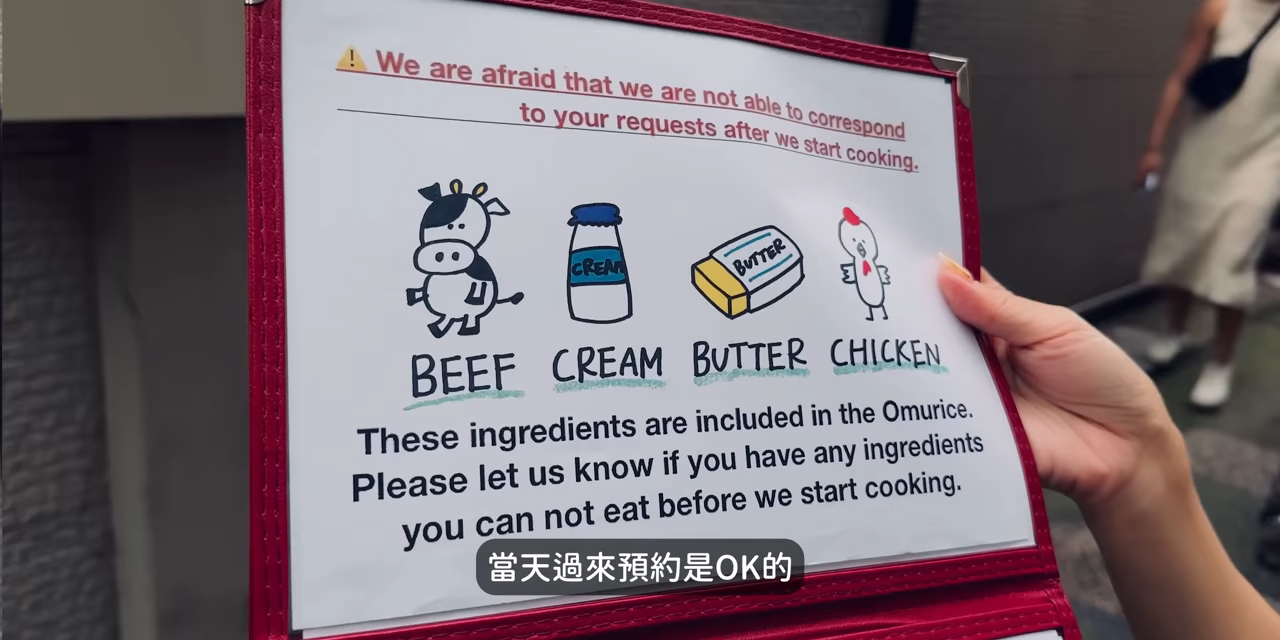 We are afraid that we are not able to correspond
to your requests after we start cooking.
CREAM
BUTTER
BEEF CREAM BUTTER CHICKEN
These ingredients are included in the Omurice.
Please let us know if you have any ingredients
you can not eat before we start cooking.
當天過來預約是OK的